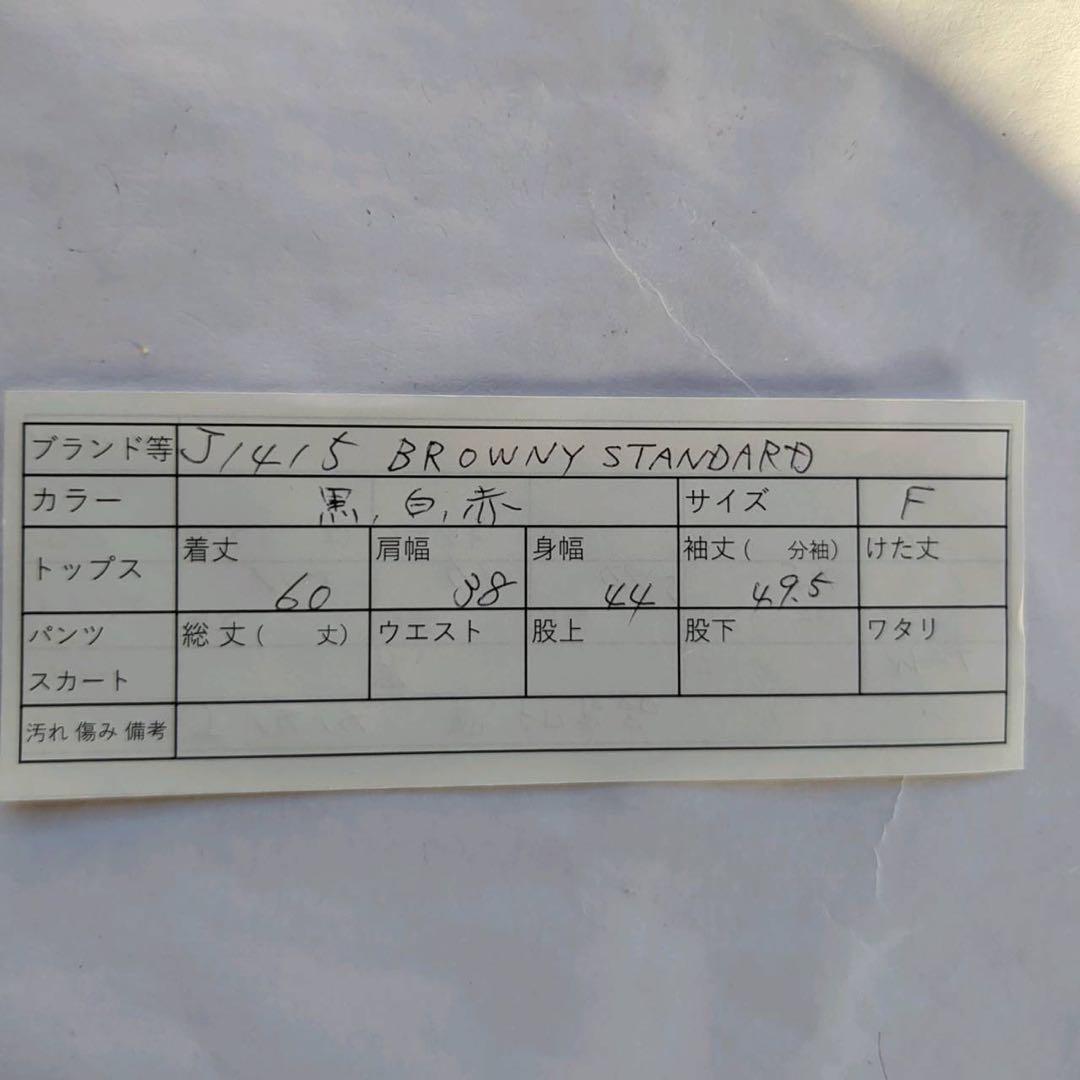 ブランド等 J1415 BROWNY STANDARD
カラー 黒,白,赤 サイズ F
トップス 着丈 60 肩幅 38 身幅 44 袖丈( 分袖) 49.5 けた丈
パンツ スカート 総丈( 丈) ウエスト 股上 股下 ワタリ
汚れ 傷み 備考